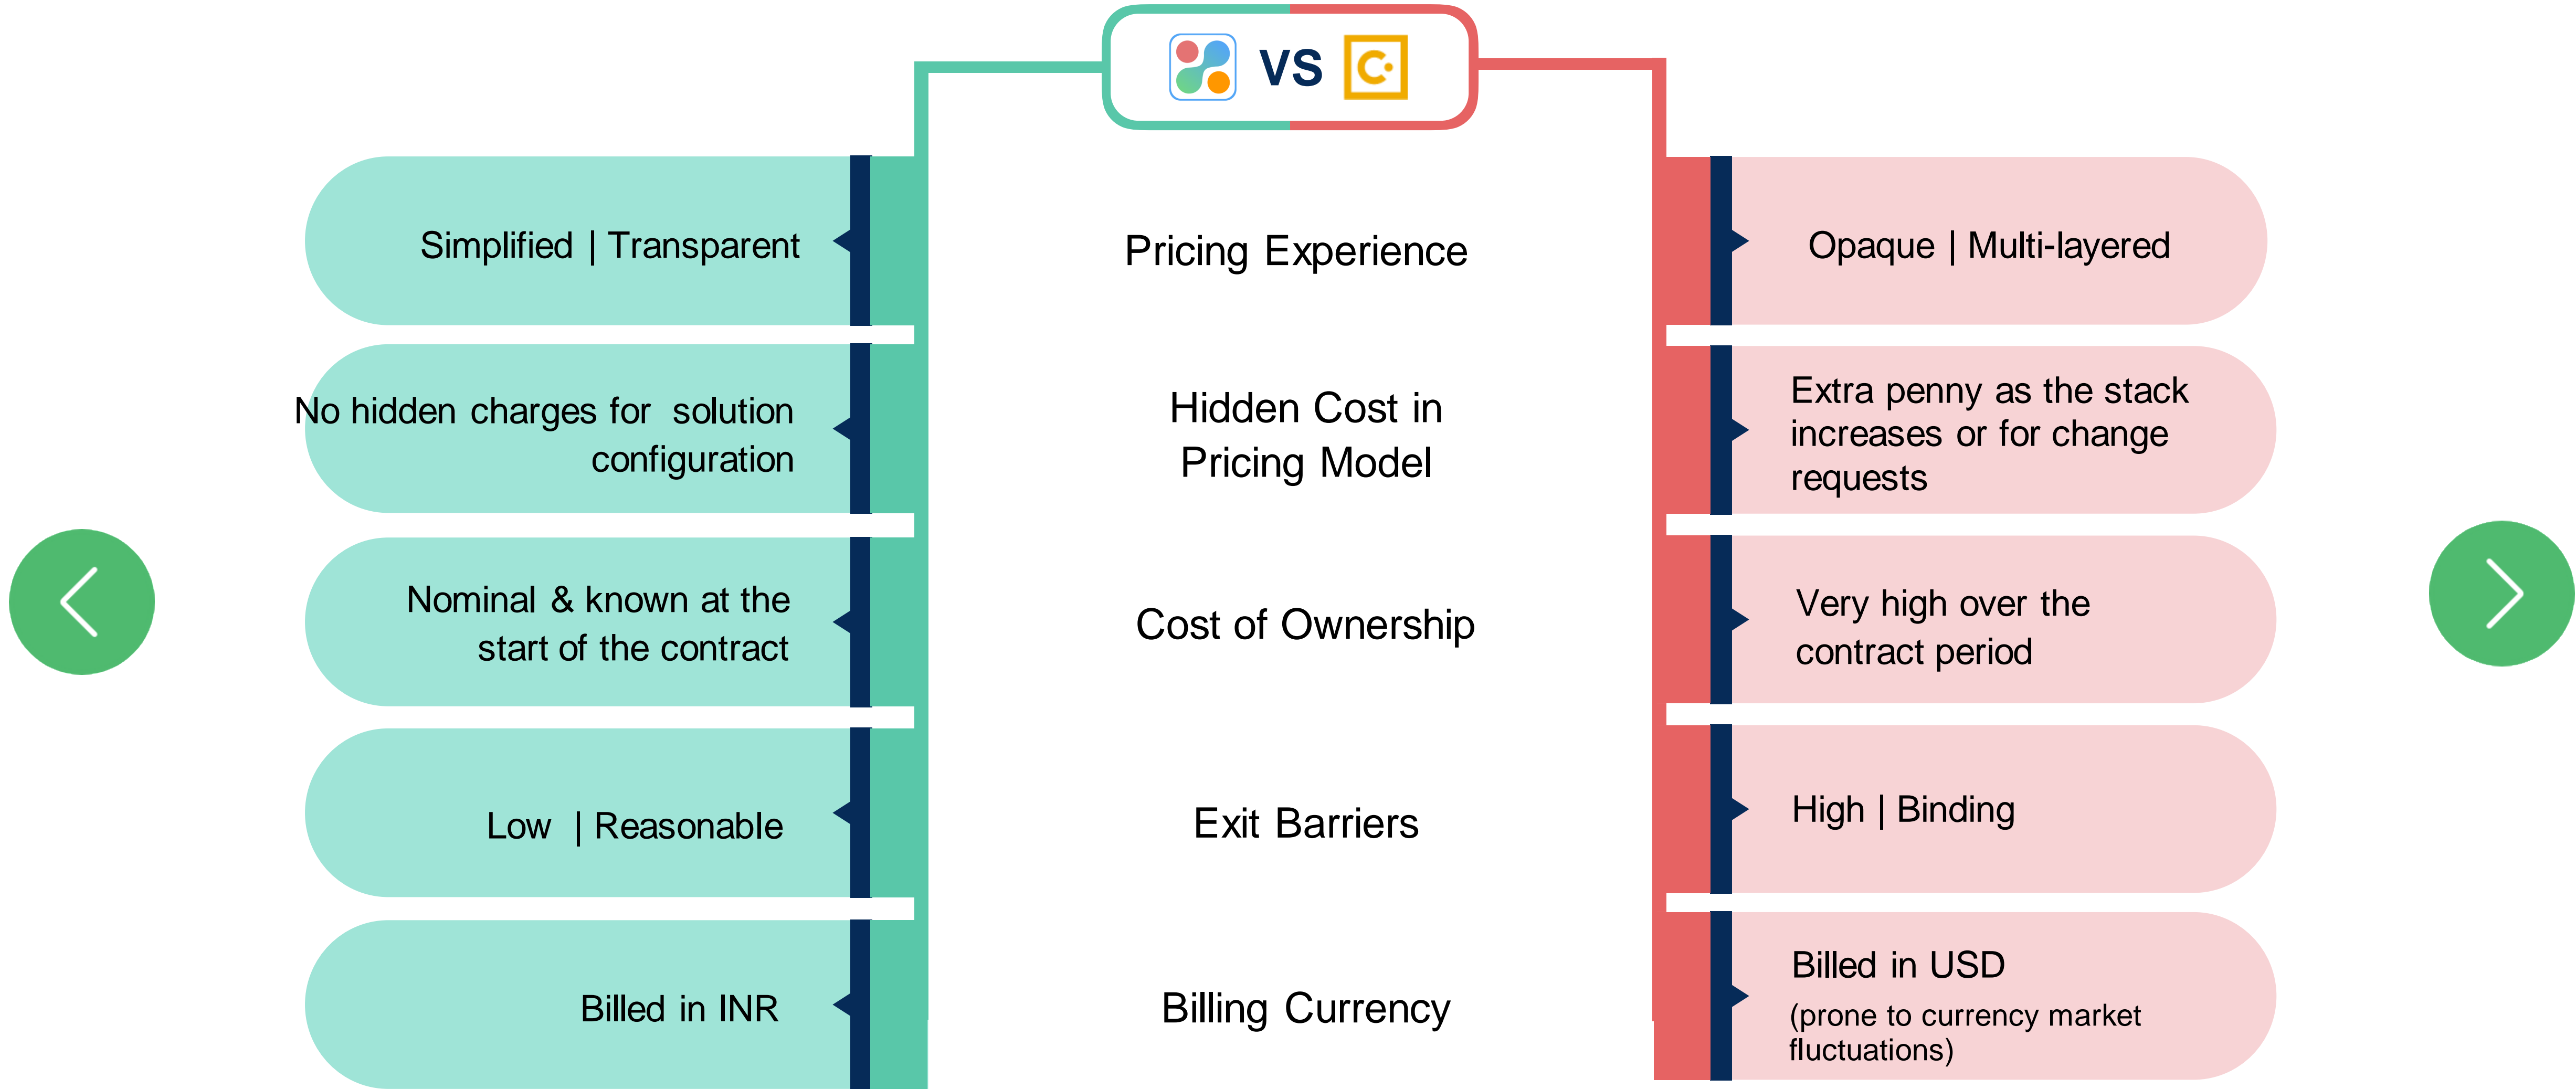 C
VS
Simplified | Transparent
Pricing Experience
Opaque | Multi-layered
No hidden charges for solution
configuration
Hidden Cost in
Pricing Model
Extra penny as the stack
increases or for change
requests
Nominal & known at the
start of the contract
Cost of Ownership
Very high over the
contract period
Low | Reasonable
Exit Barriers
High | Binding
Billed in INR
Billing Currency
Billed in USD
(prone to currency market
fluctuations)